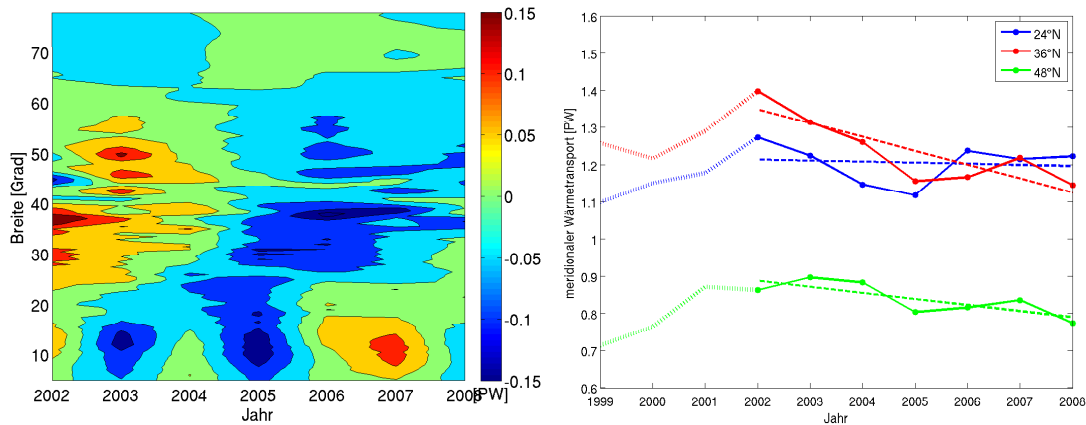 70
60
50
40
30
20
10
Breite [Grad]
2002 2003 2004 2005 2006 2007 2008
Jahr
0.15
0.1
0.05
0
-0.05
-0.1
-0.15
[PW]
1.6
1.5
1.4
1.3
1.2
1.1
1
0.9
0.8
0.7
0.6
meridionaler Wärmetransport [PW]
24°N
36°N
48°N
1999 2000 2001 2002 2003 2004 2005 2006 2007 2008
Jahr